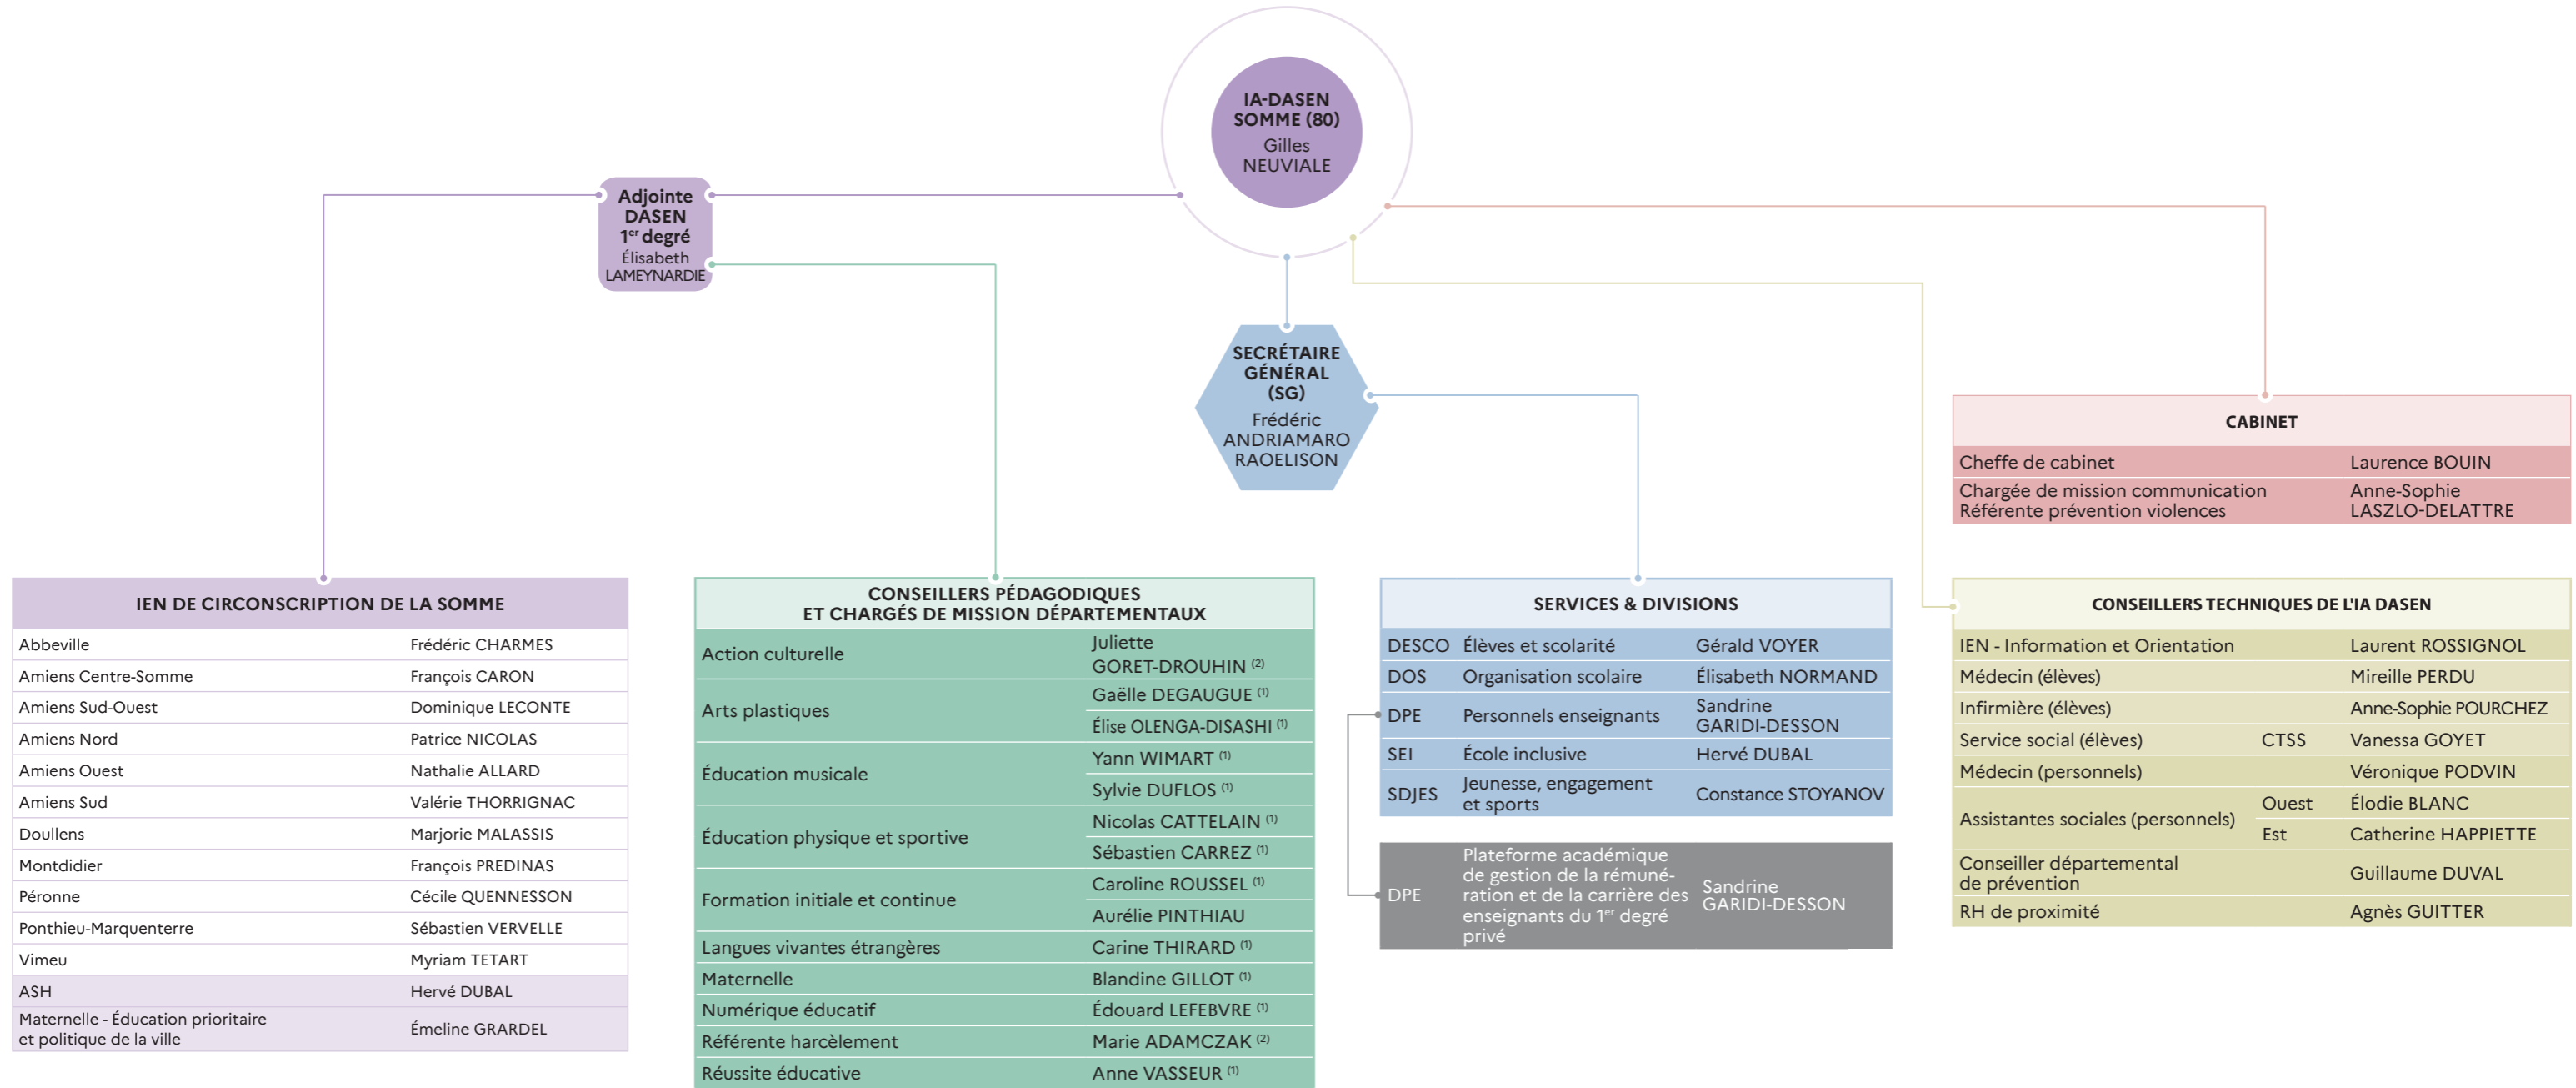 IA-DASEN
SOMME (80)
Gilles
NEUVIALE
Adjointe
DASEN
1er degré
Élisabeth
LAMEYNARDIE
SECRÉTAIRE
GÉNÉRAL
(SG)
Frédéric
ANDRIAMARO
RAOELISON
CABINET
Cheffe de cabinet Laurence BOUIN
Chargée de mission communication Anne-Sophie
Référente prévention violences LASZLO-DELATTRE
IEN DE CIRCONSCRIPTION DE LA SOMME
Abbeville Frédéric CHARMES
Amiens Centre-Somme François CARON
Amiens Sud-Ouest Dominique LECONTE
Amiens Nord Patrice NICOLAS
Amiens Ouest Nathalie ALLARD
Amiens Sud Valérie THORRIGNAC
Doullens Marjorie MALASSIS
Montdidier François PREDINAS
Péronne Cécile QUENNESSON
Ponthieu-Marquenterre Sébastien VERVELLE
Vimeu Myriam TETART
ASH Hervé DUBAL
Maternelle - Éducation prioritaire
et politique de la ville Émeline GRARDEL
CONSEILLERS PÉDAGOGIQUES
ET CHARGÉS DE MISSION DÉPARTEMENTAUX
Action culturelle Juliette
GORET-DROUHIN (2)
Arts plastiques Gaëlle DEGAUGUE (1)
Élise OLENGA-DISASHI (1)
Éducation musicale Yann WIMART (1)
Sylvie DUFLOS (1)
Éducation physique et sportive Nicolas CATTELAIN (1)
Sébastien CARREZ (1)
Formation initiale et continue Caroline ROUSSEL (1)
Aurélie PINTHIAU
Langues vivantes étrangères Carine THIRARD (1)
Maternelle Blandine GILLOT (1)
Numérique éducatif Édouard LEFEBVRE (1)
Référente harcèlement Marie ADAMCZAK (2)
Réussite éducative Anne VASSEUR (1)
SERVICES & DIVISIONS
DESCO Élèves et scolarité Gérald VOYER
DOS Organisation scolaire Élisabeth NORMAND
DPE Personnels enseignants Sandrine
GARIDI-DESSON
SEI École inclusive Hervé DUBAL
SDJES Jeunesse, engagement
et sports Constance STOYANOV
DPE Plateforme académique
de gestion de la rémuné-
ration et de la carrière des
enseignants du 1er degré
privé
Sandrine
GARIDI-DESSON
CONSEILLERS TECHNIQUES DE L'IA DASEN
IEN - Information et Orientation Laurent ROSSIGNOL
Médecin (élèves) Mireille PERDU
Infirmière (élèves) Anne-Sophie POURCHEZ
Service social (élèves) CTSS Vanessa GOYET
Médecin (personnels) Véronique PODVIN
Assistantes sociales (personnels) Ouest Élodie BLANC
Est Catherine HAPPIETTE
Conseiller départemental
de prévention Guillaume DUVAL
RH de proximité Agnès GUITTER